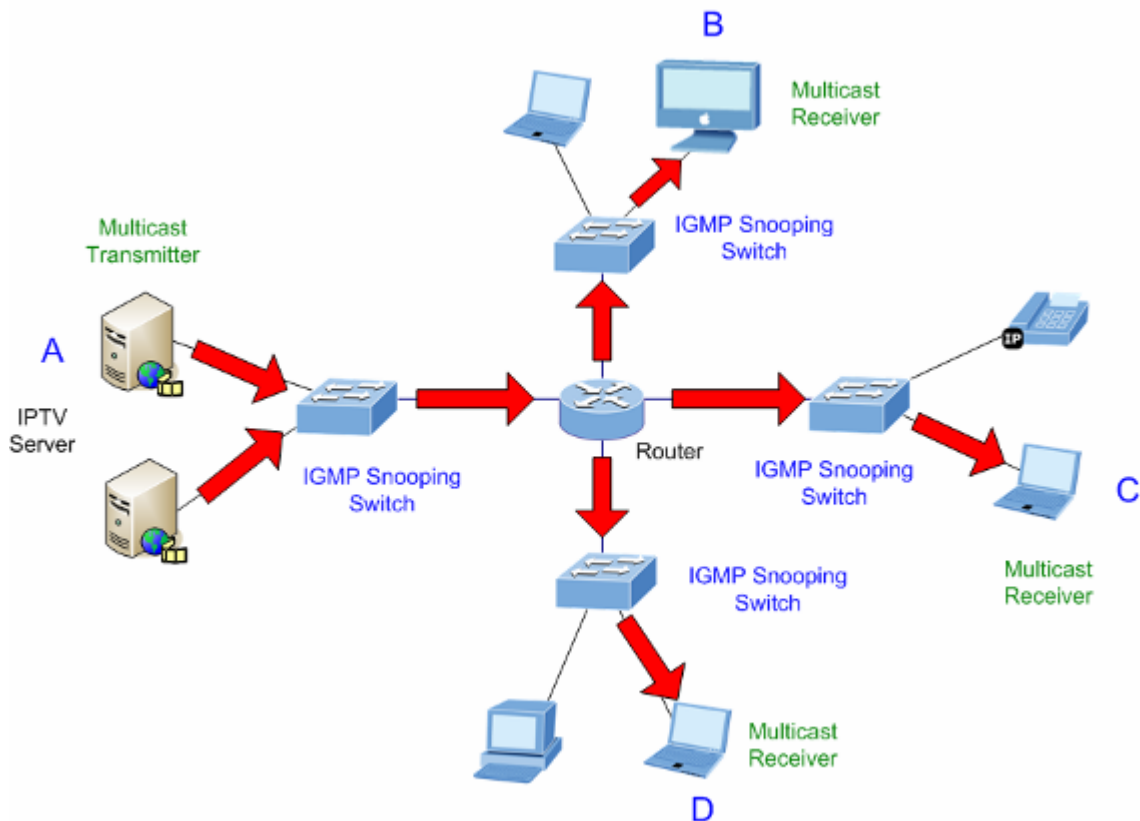 B
Multicast
Receiver
IGMP Snooping
Switch
Multicast
Transmitter
A
IPTV
Server
IGMP Snooping
Switch
Router
IP
IGMP Snooping
Switch
C
Multicast
Receiver
IGMP Snooping
Switch
Multicast
Receiver
D